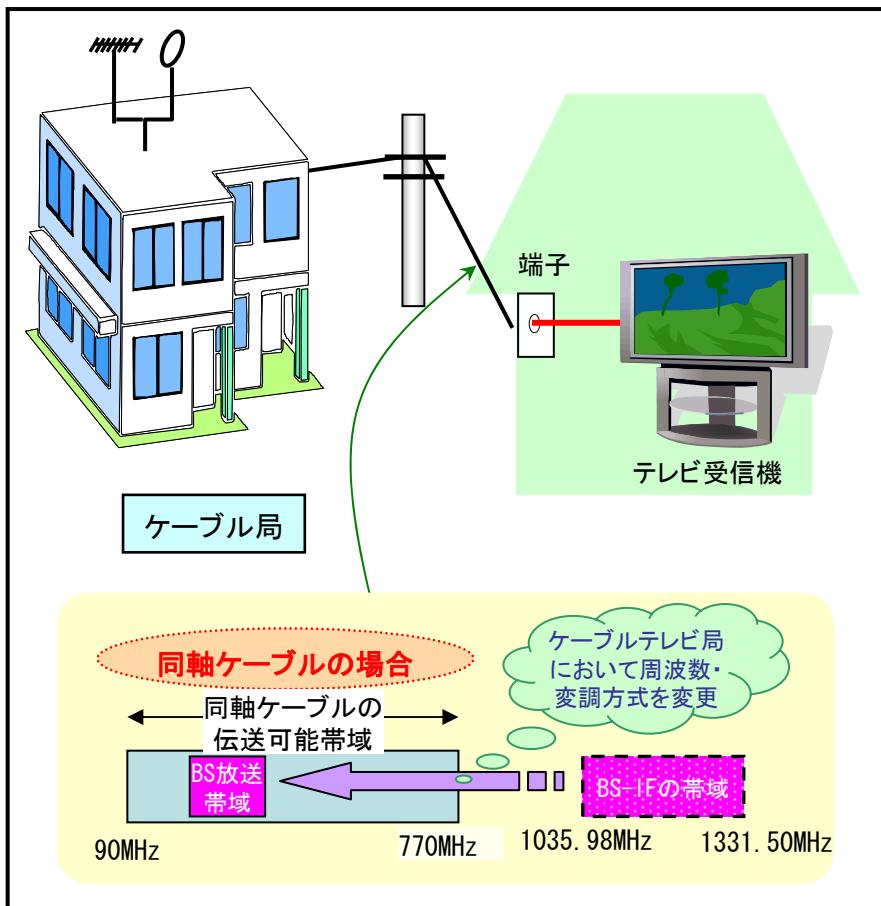 端子
テレビ受信機
ケーブル局
ケーブルテレビ局
において周波数・
変調方式を変更
同軸ケーブルの場合
同軸ケーブルの
伝送可能帯域
BS放送
帯域
BS-IFの帯域
90MHz
770MHz
1035.98MHz
1331.50MHz